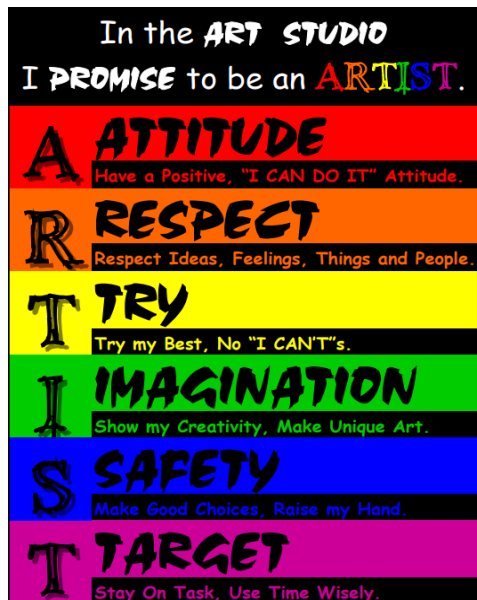 In the ART STUDIO
I PROMISE to be an ARTIST.
A ATTITUDE
Have a Positive, "I CAN DO IT" Attitude.
R RESPECT
Respect Ideas, Feelings, Things and People.
T TRY
Try my Best, No "I CAN'T"s.
I IMAGINATION
Show my Creativity, Make Unique Art.
S SAFETY
Make Good Choices, Raise my Hand.
T TARGET
Stay On Task, Use Time Wisely.